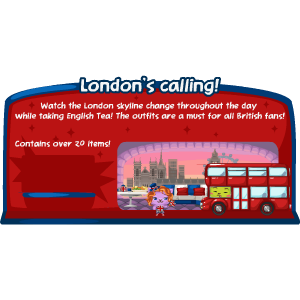 London's calling!
Watch the London skyline change throughout the day
while taking English Tea! The outfits are a must for all British fans!
Contains over 20 items!